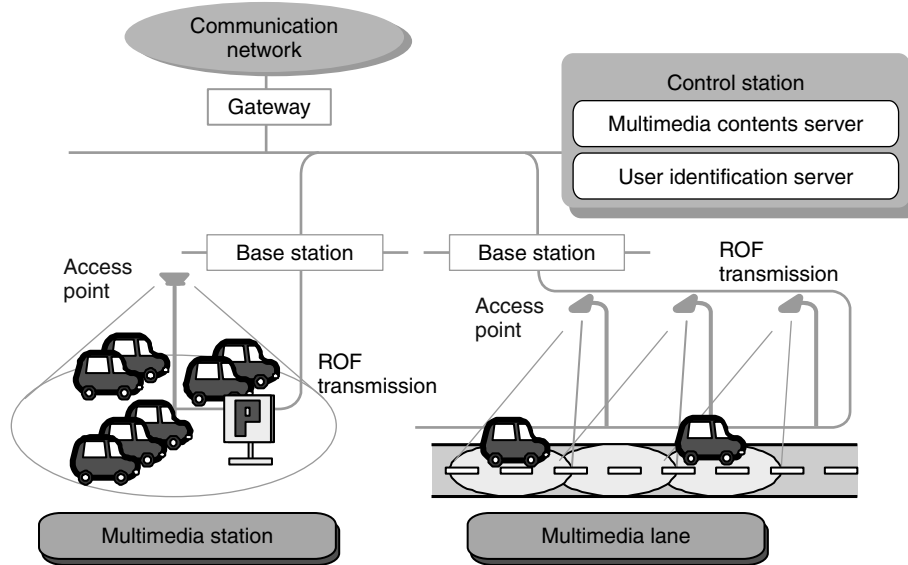 Communication
network
Gateway
Control station
Multimedia contents server
User identification server
Base station
Base station
Access
point
ROF
transmission
Access
point
ROF
transmission
P
Multimedia station
Multimedia lane